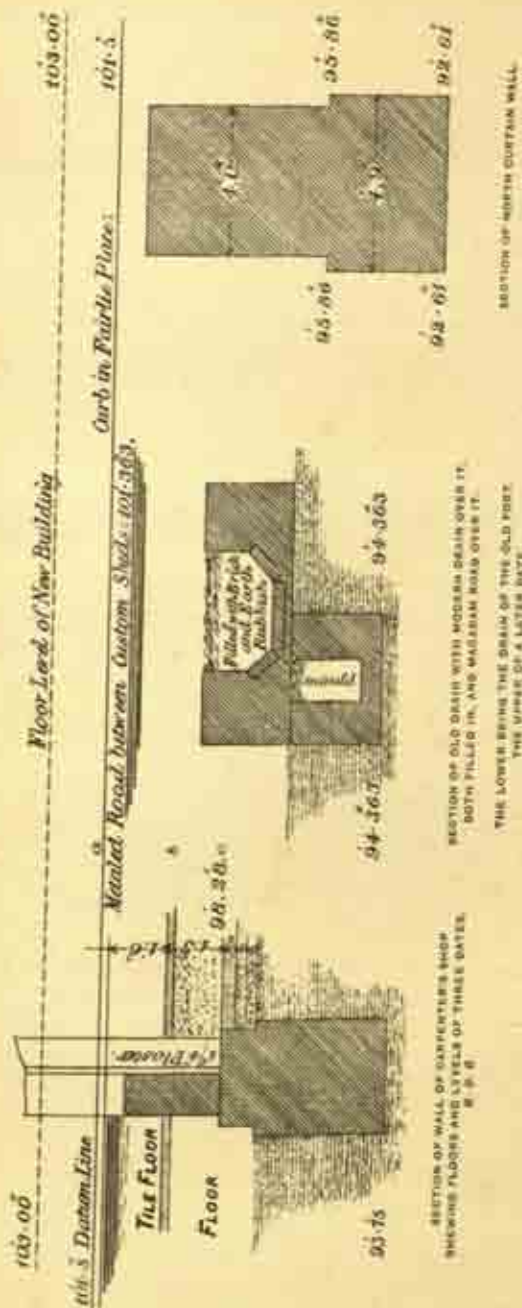 103·00 Floor Level of New Building 103·00
101·5 Datum Line Curb in Fairlie Place: 101·5
Metaled Road between Custom Sheds: 101·363.
a
TILE FLOOR
1'.6"
b
FLOOR
Plaster
98.28. c
93·75
SECTION OF WALL OF CARPENTER'S SHOP
SHEWING FLOORS AND LEVELS OF THREE DATES.
Filled with Brick
and Earth
Rubbish
94·363 94·363
SECTION OF OLD DRAIN WITH MODERN DRAIN OVER IT.
BOTH FILLED IN, AND MACADAM ROAD OVER IT.
THE LOWER BEING THE DRAIN OF THE OLD FORT.
THE UPPER OF A LATER DATE.
95·86 95·86
92·61 92·61
SECTION OF NORTH CURTAIN WALL.